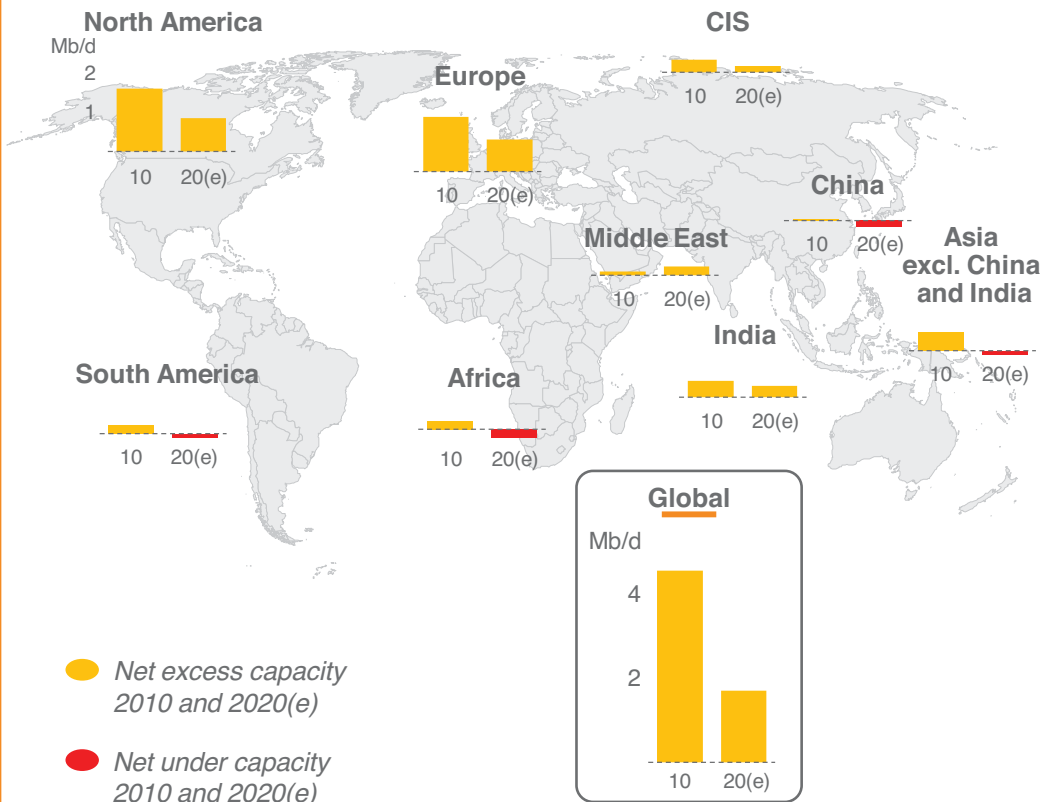 North America
Mb/d
2
1
10 20(e)
Europe
10 20(e)
CIS
10 20(e)
China
10 20(e)
Middle East
10 20(e)
Asia
excl. China
and India
10 20(e)
India
10 20(e)
South America
10 20(e)
Africa
10 20(e)
Global
Mb/d
4
2
10 20(e)
Net excess capacity
2010 and 2020(e)
Net under capacity
2010 and 2020(e)